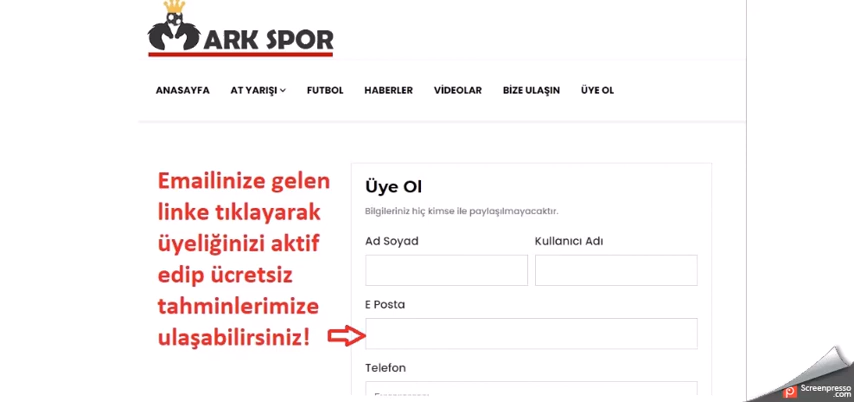 ARK SPOR
ANASAYFA AT YARIŞI FUTBOL HABERLER VİDEOLAR BİZE ULAŞIN ÜYE OL
Emailinize gelen
linke tıklayarak
üyeliğinizi aktif
edip ücretsiz
tahminlerimize
ulaşabilirsiniz!
Üye Ol
Bilgileriniz hiç kimse ile paylaşılmayacaktır.
Ad Soyad Kullanıcı Adı
E Posta
Telefon
Screenpresso
.com